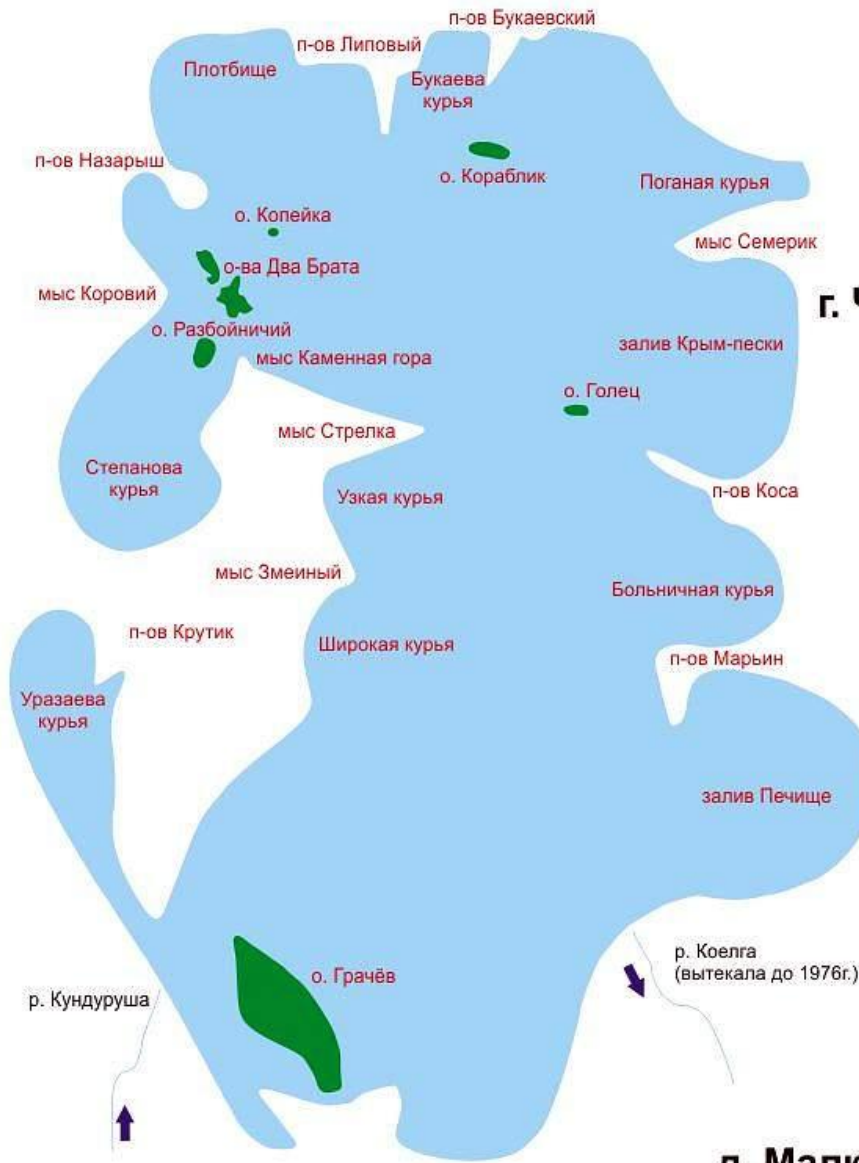 п-ов Букаевский
п-ов Липовый
Плотбище
Букаева
курья
п-ов Назарыш
о. Кораблик
Поганая курья
о. Копейка
мыс Семерик
о-ва Два Брата
мыс Коровий
г. Ч
о. Разбойничий
мыс Каменная гора
залив Крым-пески
о. Голец
мыс Стрелка
Степанова
курья
п-ов Коса
Узкая курья
мыс Змеиный
Больничная курья
п-ов Крутик
Широкая курья
п-ов Марьин
Уразаева
курья
залив Печище
р. Коелга
(вытекала до 1976г.)
о. Грачёв
р. Кундуруша